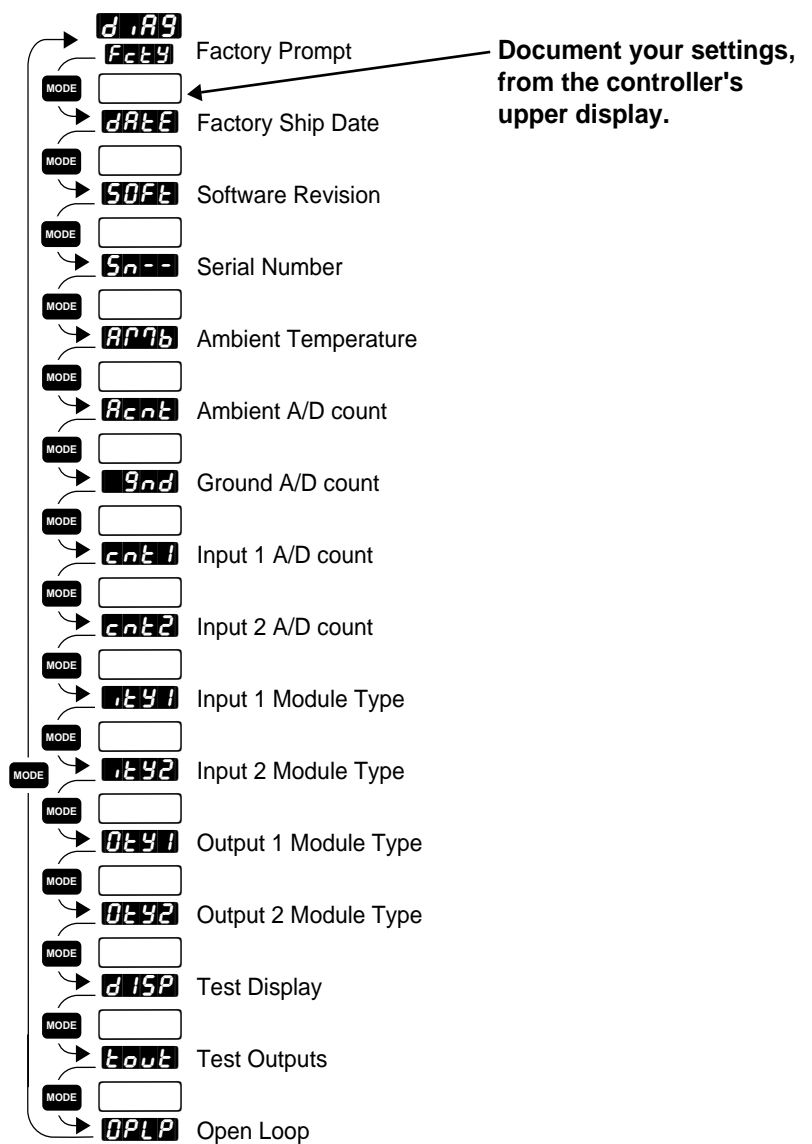 diAg
Fcty Factory Prompt
Document your settings,
from the controller's
upper display.
MODE
dAtE Factory Ship Date
MODE
SOFt Software Revision
MODE
Sn-- Serial Number
MODE
AMb Ambient Temperature
MODE
Acnt Ambient A/D count
MODE
gnd Ground A/D count
MODE
cnt1 Input 1 A/D count
MODE
cnt2 Input 2 A/D count
MODE
ity1 Input 1 Module Type
MODE
ity2 Input 2 Module Type
MODE
MODE
Oty1 Output 1 Module Type
MODE
Oty2 Output 2 Module Type
MODE
diSP Test Display
MODE
tout Test Outputs
MODE
OPLP Open Loop